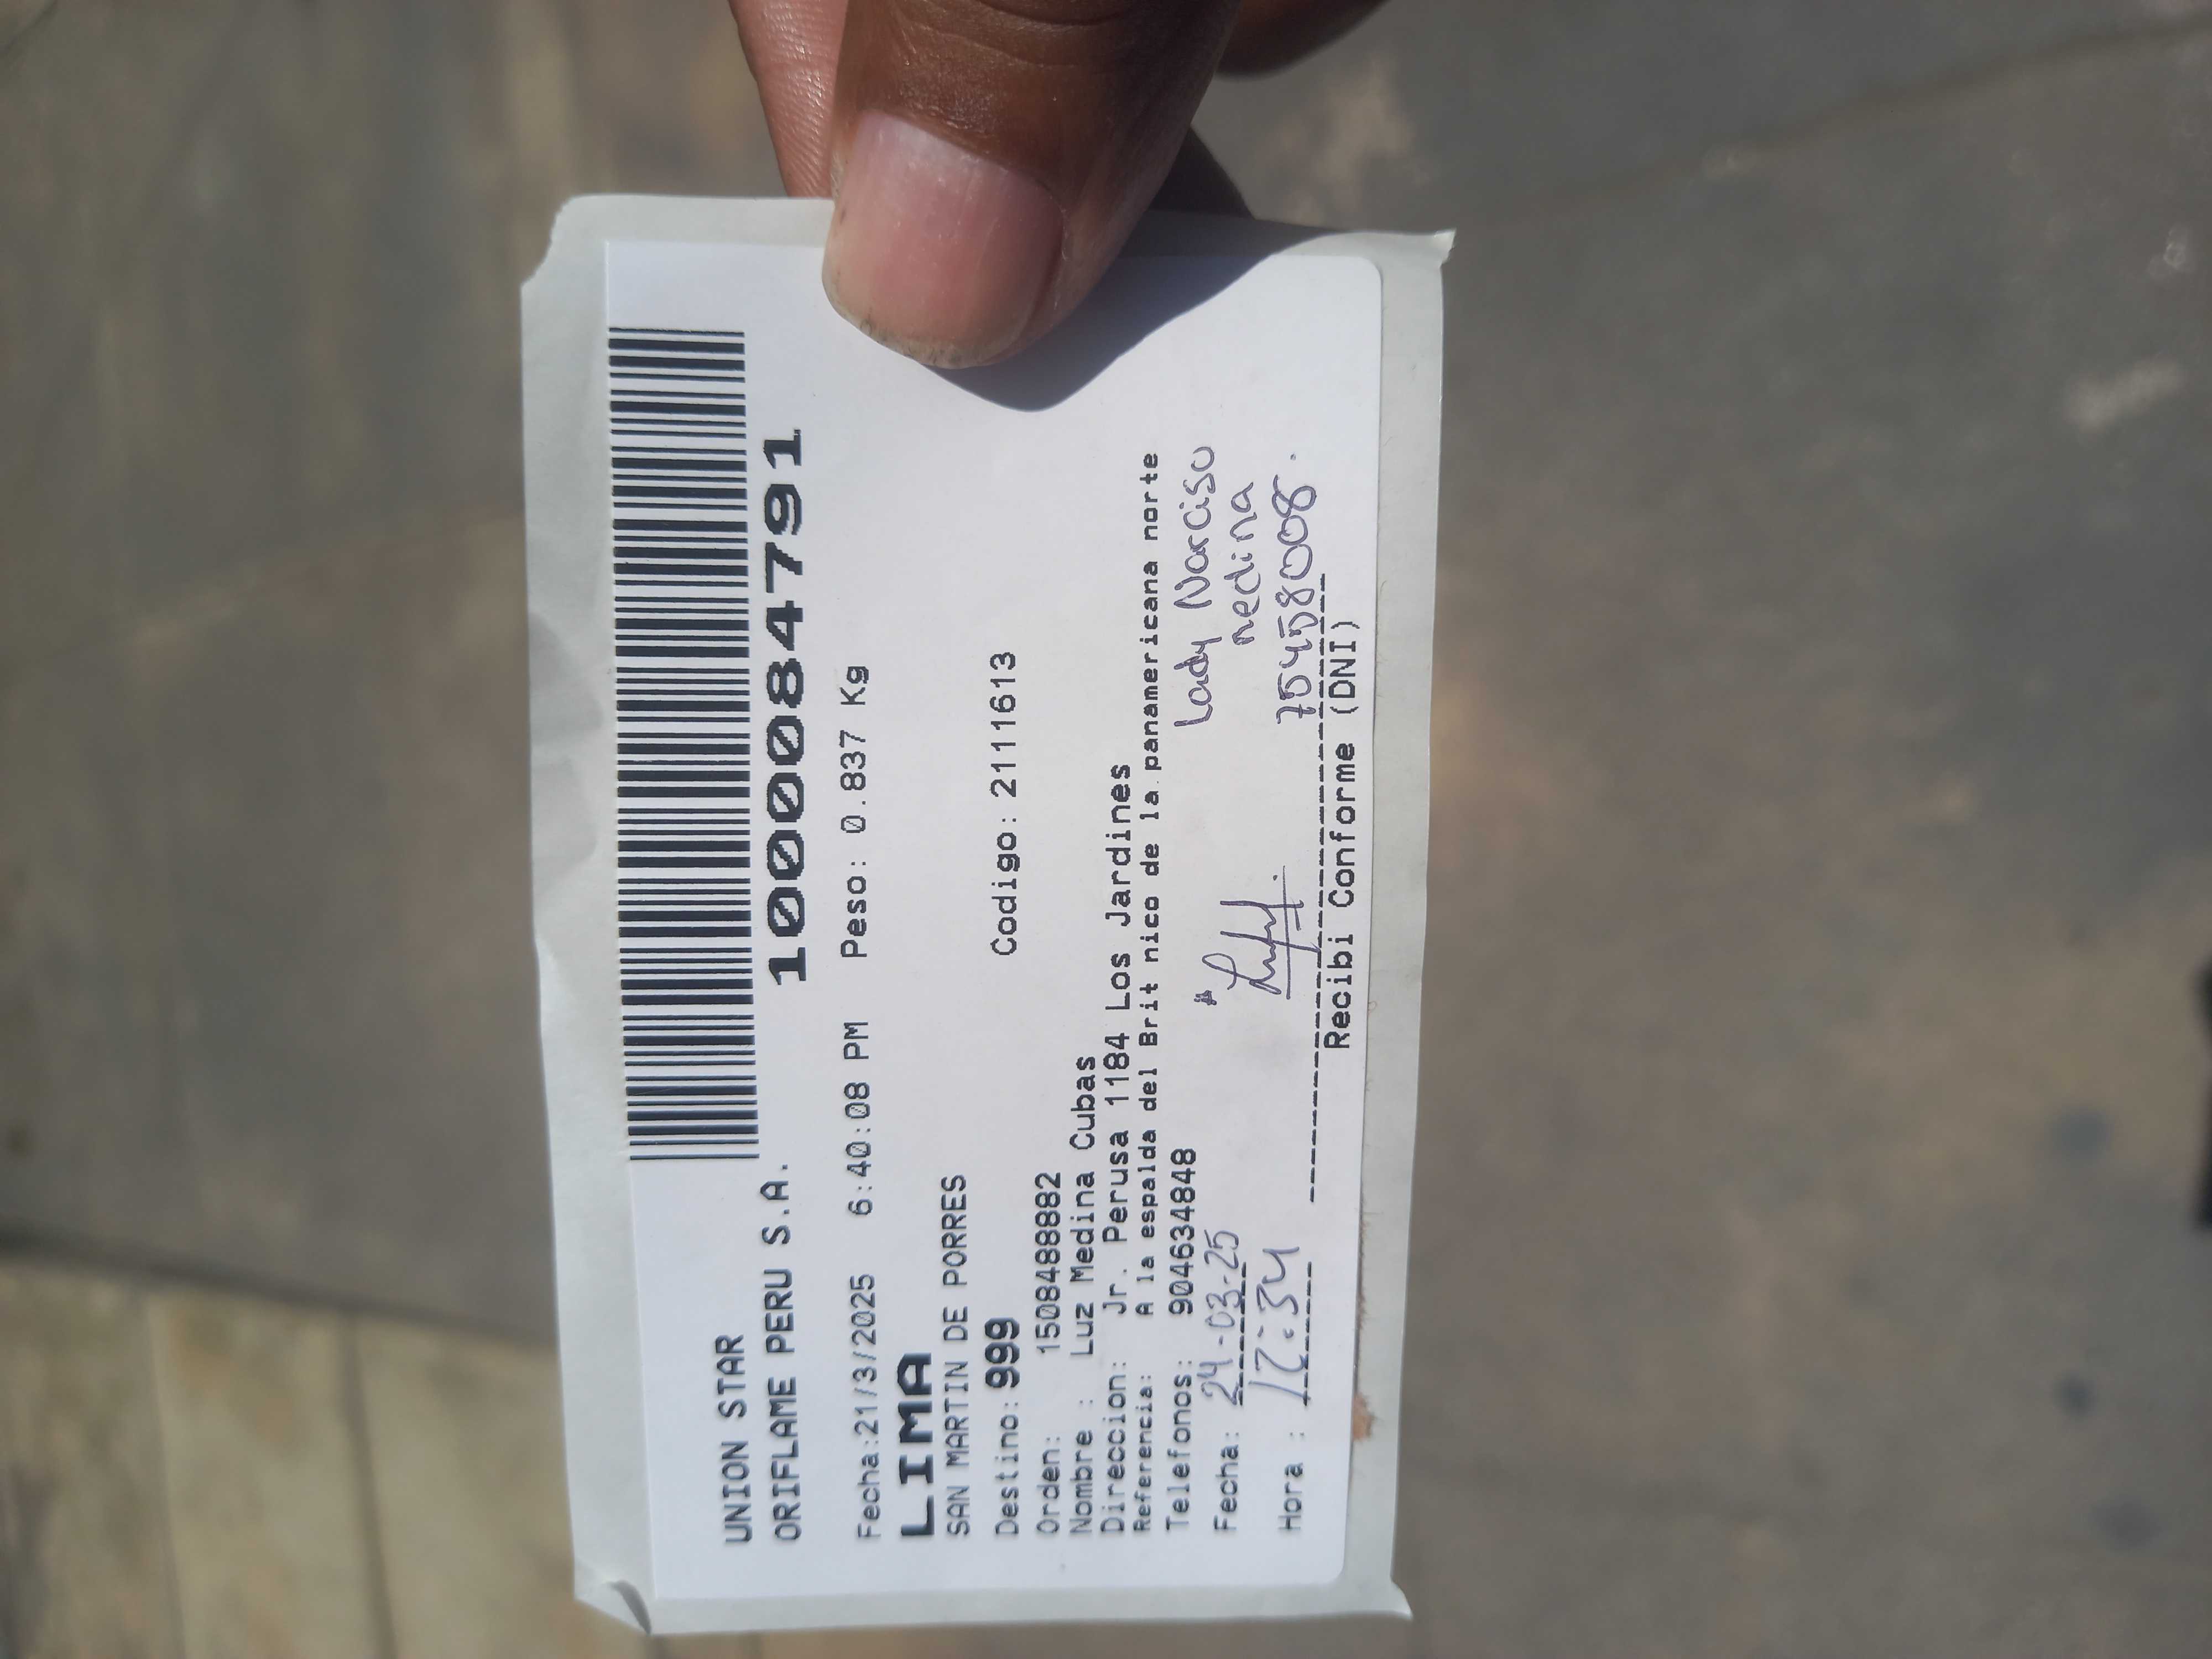 UNION STAR
ORIFLAME PERU S.A. 10000847791
Fecha:21/3/2025 6:40:08 PM Peso: 0.837 Kg
LIMA
SAN MARTIN DE PORRES
Destino: 999 Codigo: 2111613
Orden: 1508488882
Nombre : Luz Medina Cubas
Direccion: Jr. Perusa 1184 Los Jardines
Referencia: A la espalda del Brit nico de la panamericana norte
Telefonos: 904634848
Lady Narciso
Fecha: 24-03-25
medina
Hora : 12:34
75458008.
Recibi Conforme (DNI)